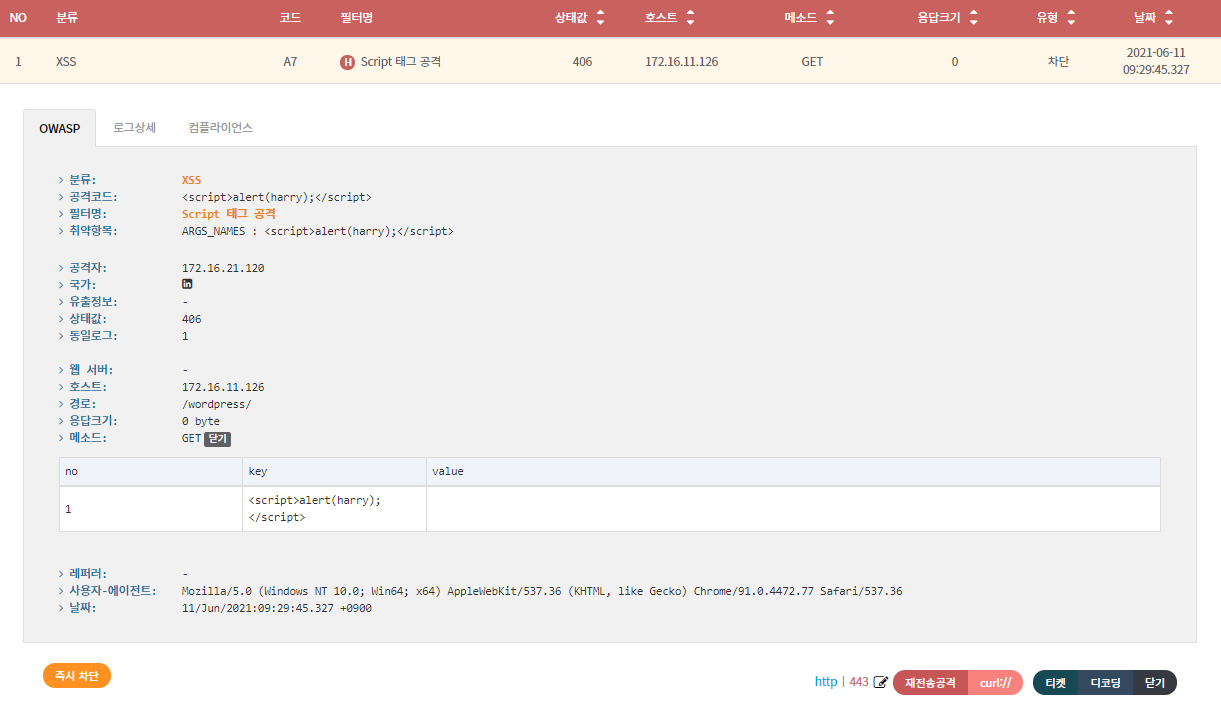 NO 분류 코드 필터명 상태값 호스트 메소드 응답크기 유형 날짜
1 XSS A7 H Script 태그 공격 406 172.16.11.126 GET 0 차단 2021-06-11
09:29:45.327
OWASP 로그상세 컴플라이언스
> 분류: XSS
> 공격코드: <script>alert(harry);</script>
> 필터명: Script 태그 공격
> 취약항목: ARGS_NAMES : <script>alert(harry);</script>
> 공격자: 172.16.21.120
> 국가: in
> 유출정보: -
> 상태값: 406
> 동일로그: 1
> 웹 서버: -
> 호스트: 172.16.11.126
> 경로: /wordpress/
> 응답크기: 0 byte
> 메소드: GET 닫기
no key value
1 <script>alert(harry);
</script>
> 레퍼러: -
> 사용자-에이전트: Mozilla/5.0 (Windows NT 10.0; Win64; x64) AppleWebKit/537.36 (KHTML, like Gecko) Chrome/91.0.4472.77 Safari/537.36
> 날짜: 11/Jun/2021:09:29:45.327 +0900
즉시 차단 http | 443 재전송공격 curl:// 티켓 디코딩 닫기